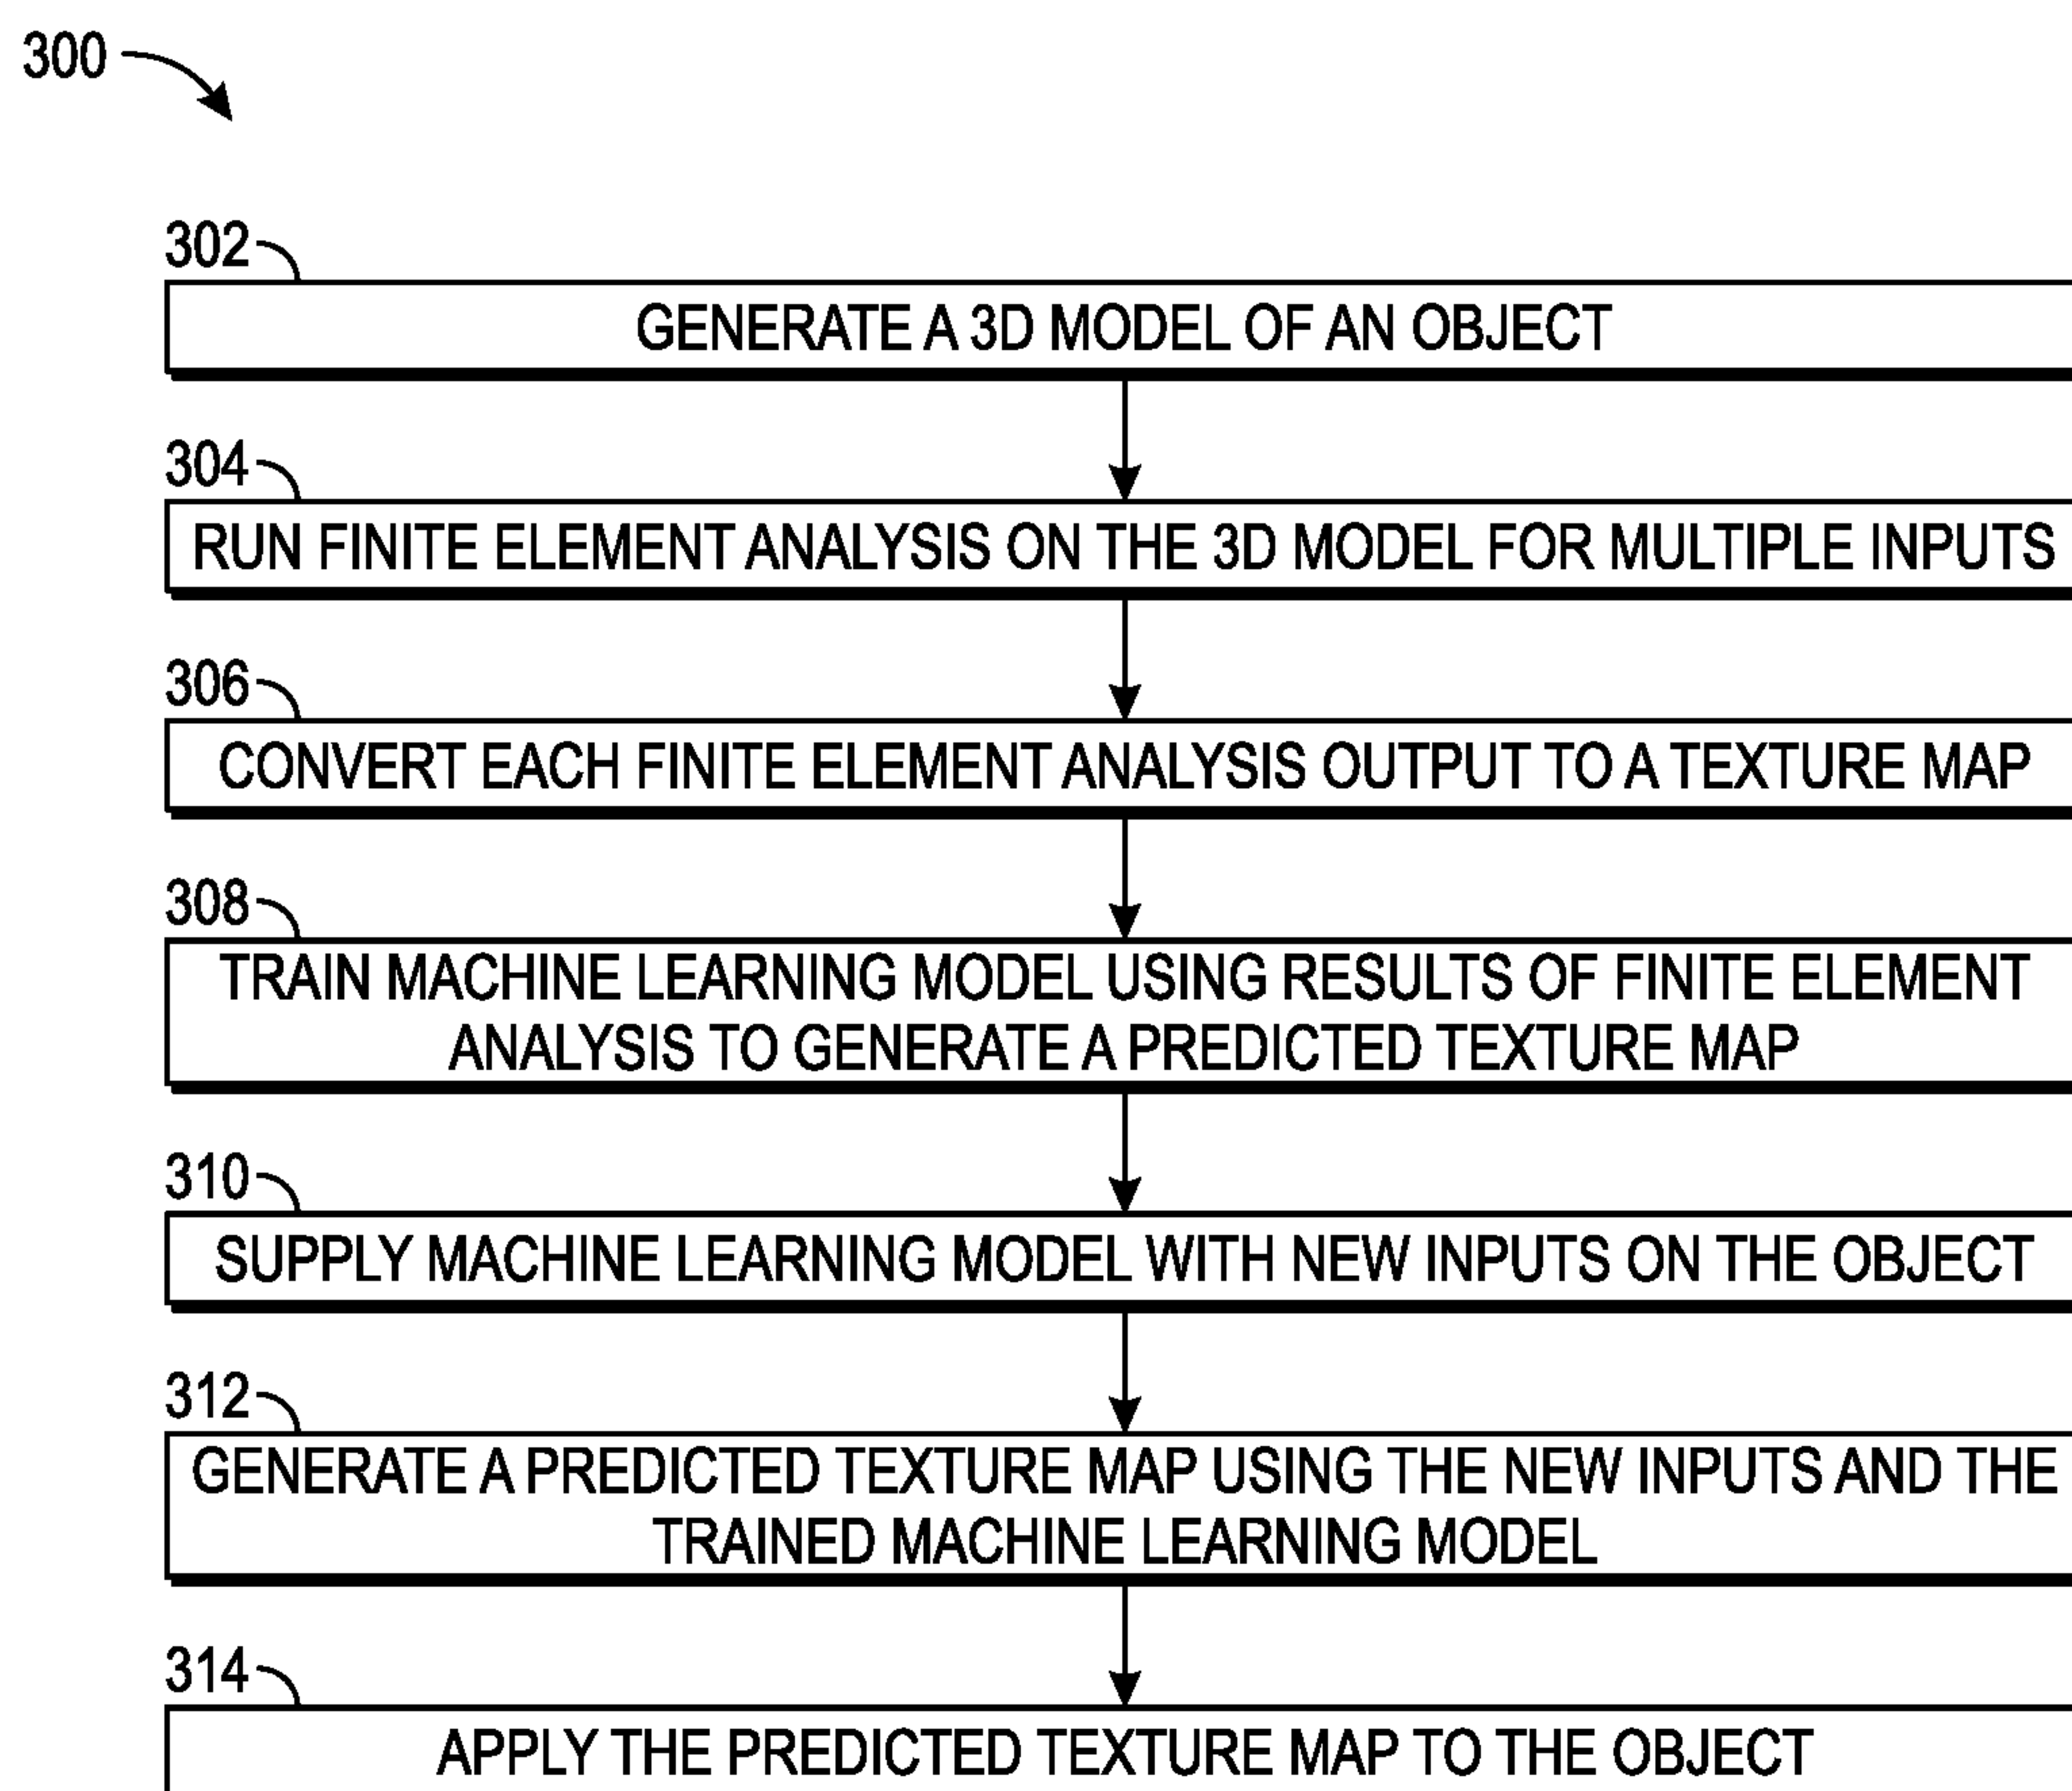 300
302
GENERATE A 3D MODEL OF AN OBJECT
304
RUN FINITE ELEMENT ANALYSIS ON THE 3D MODEL FOR MULTIPLE INPUTS
306
CONVERT EACH FINITE ELEMENT ANALYSIS OUTPUT TO A TEXTURE MAP
308
TRAIN MACHINE LEARNING MODEL USING RESULTS OF FINITE ELEMENT
ANALYSIS TO GENERATE A PREDICTED TEXTURE MAP
310
SUPPLY MACHINE LEARNING MODEL WITH NEW INPUTS ON THE OBJECT
312
GENERATE A PREDICTED TEXTURE MAP USING THE NEW INPUTS AND THE
TRAINED MACHINE LEARNING MODEL
314
APPLY THE PREDICTED TEXTURE MAP TO THE OBJECT